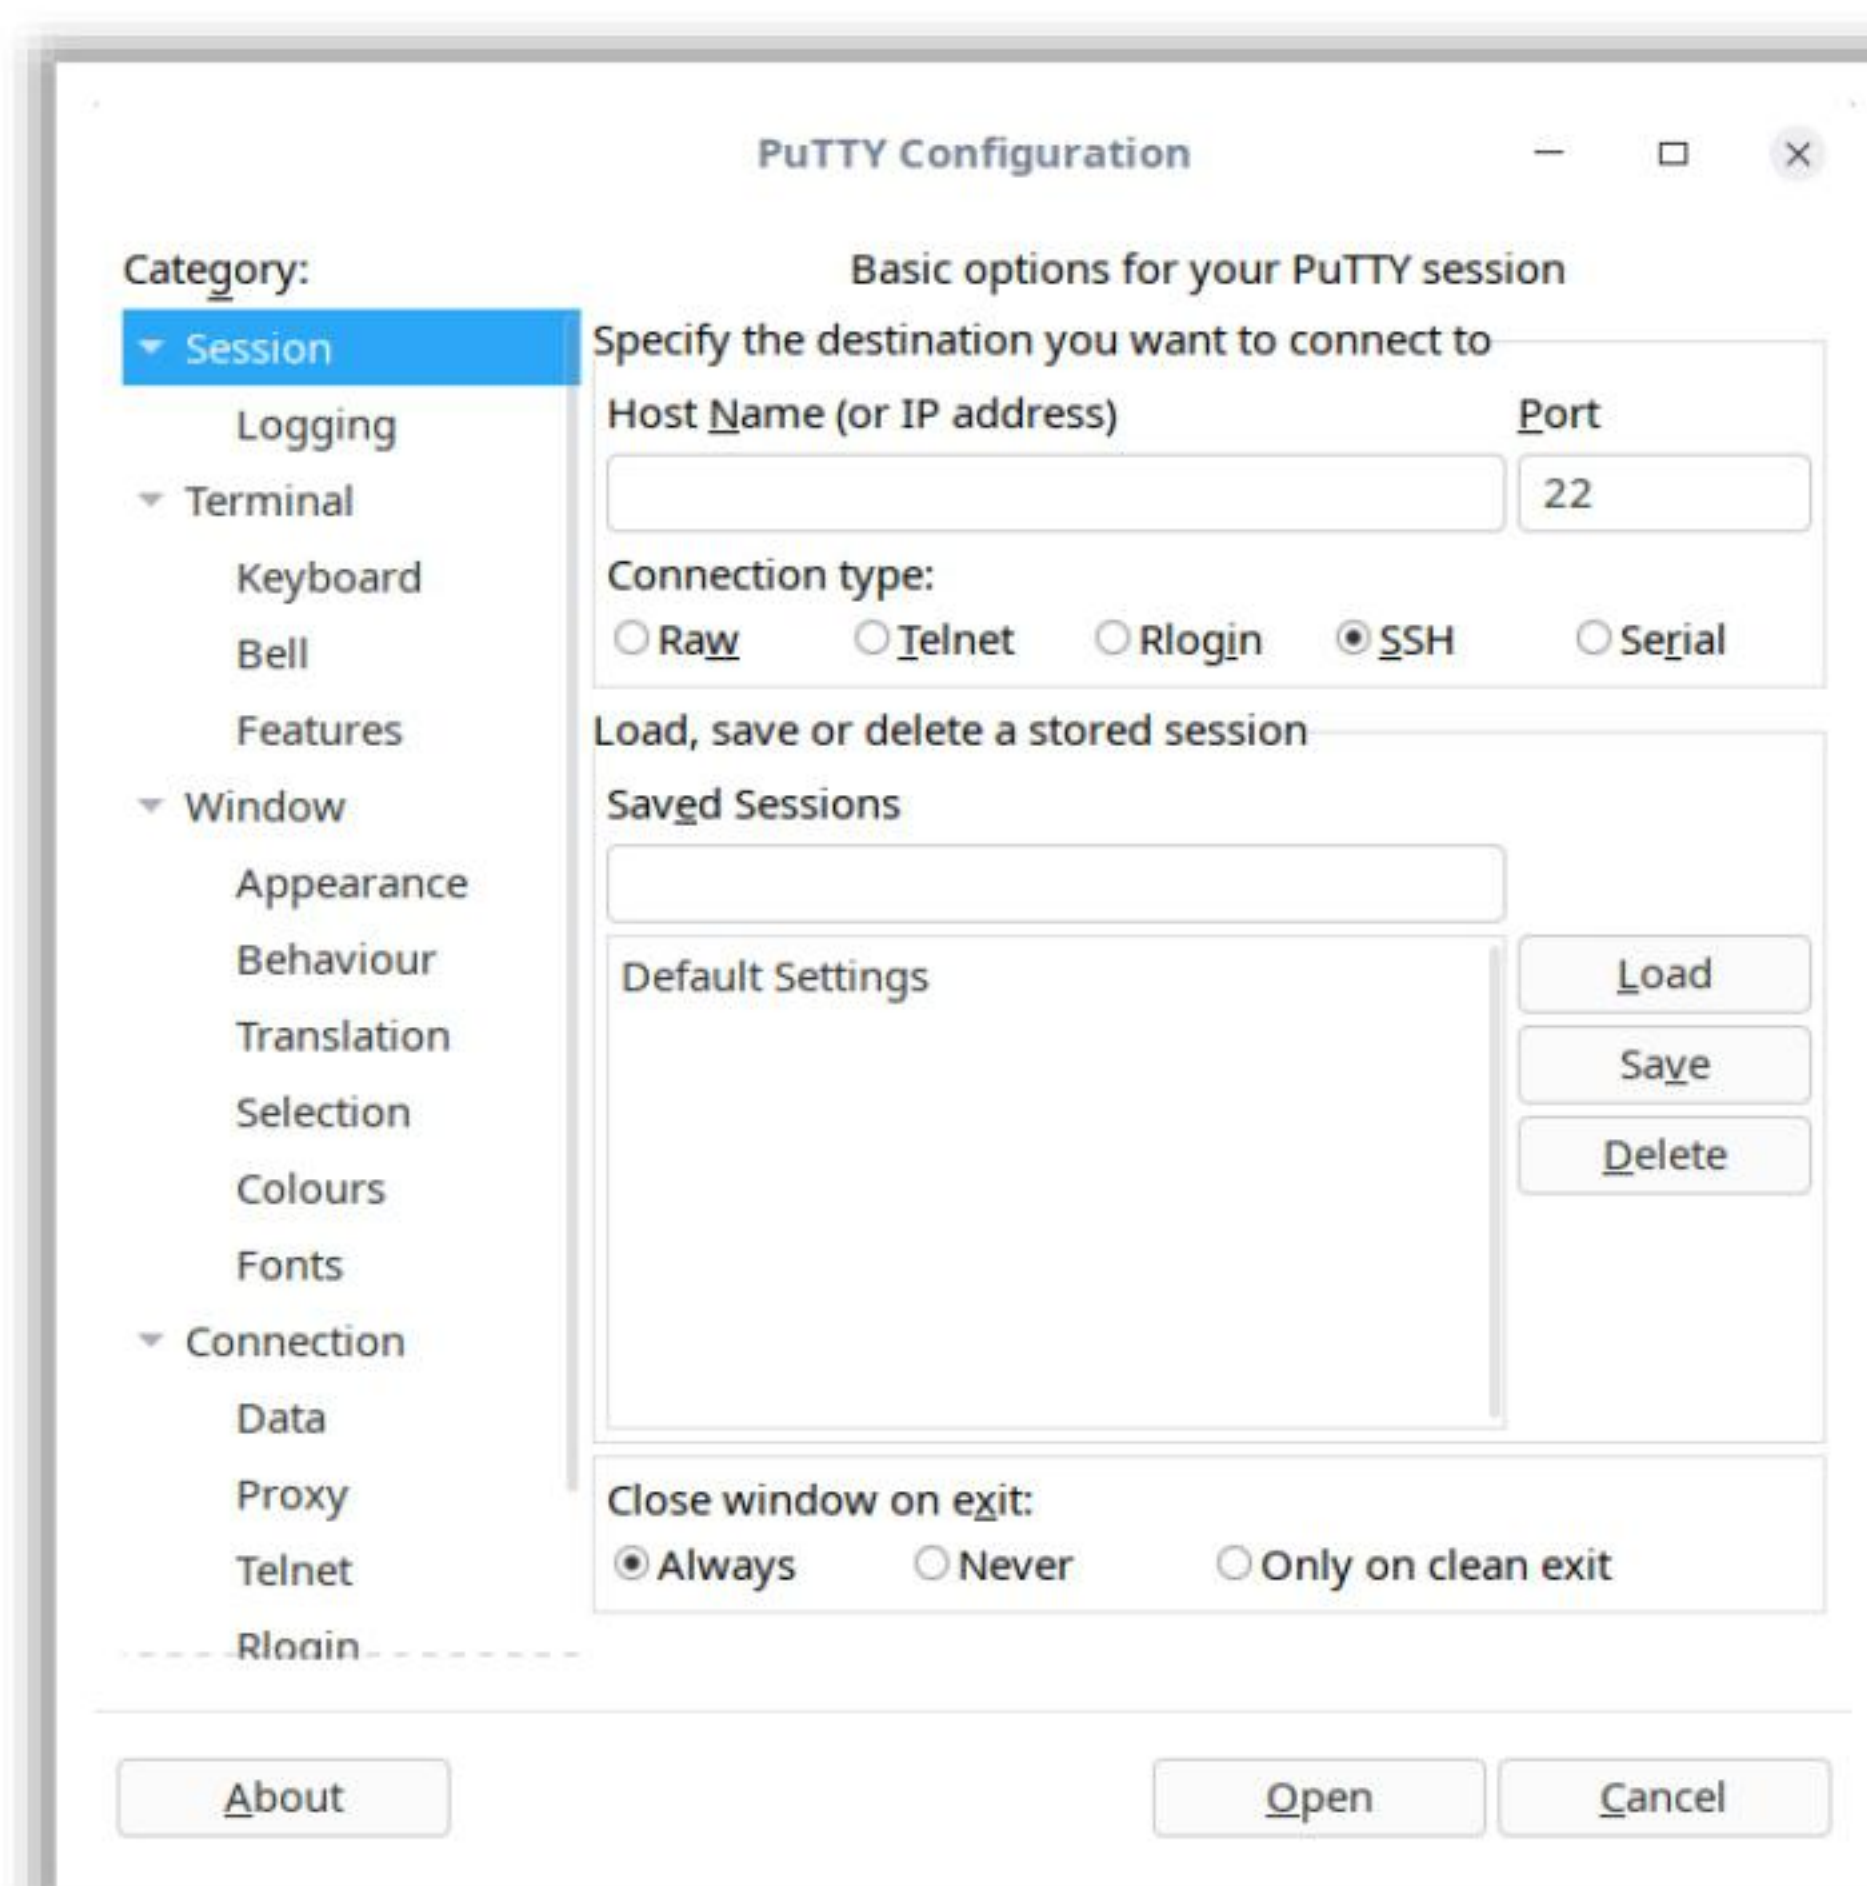 PuTTY Configuration
Category:
Session
Logging
Terminal
Keyboard
Bell
Features
Window
Appearance
Behaviour
Translation
Selection
Colours
Fonts
Connection
Data
Proxy
Telnet
Rlogin
Basic options for your PuTTY session
Specify the destination you want to connect to
Host Name (or IP address) Port
22
Connection type:
Raw Telnet Rlogin SSH Serial
Load, save or delete a stored session
Saved Sessions
Default Settings
Load
Save
Delete
Close window on exit:
Always Never Only on clean exit
About Open Cancel